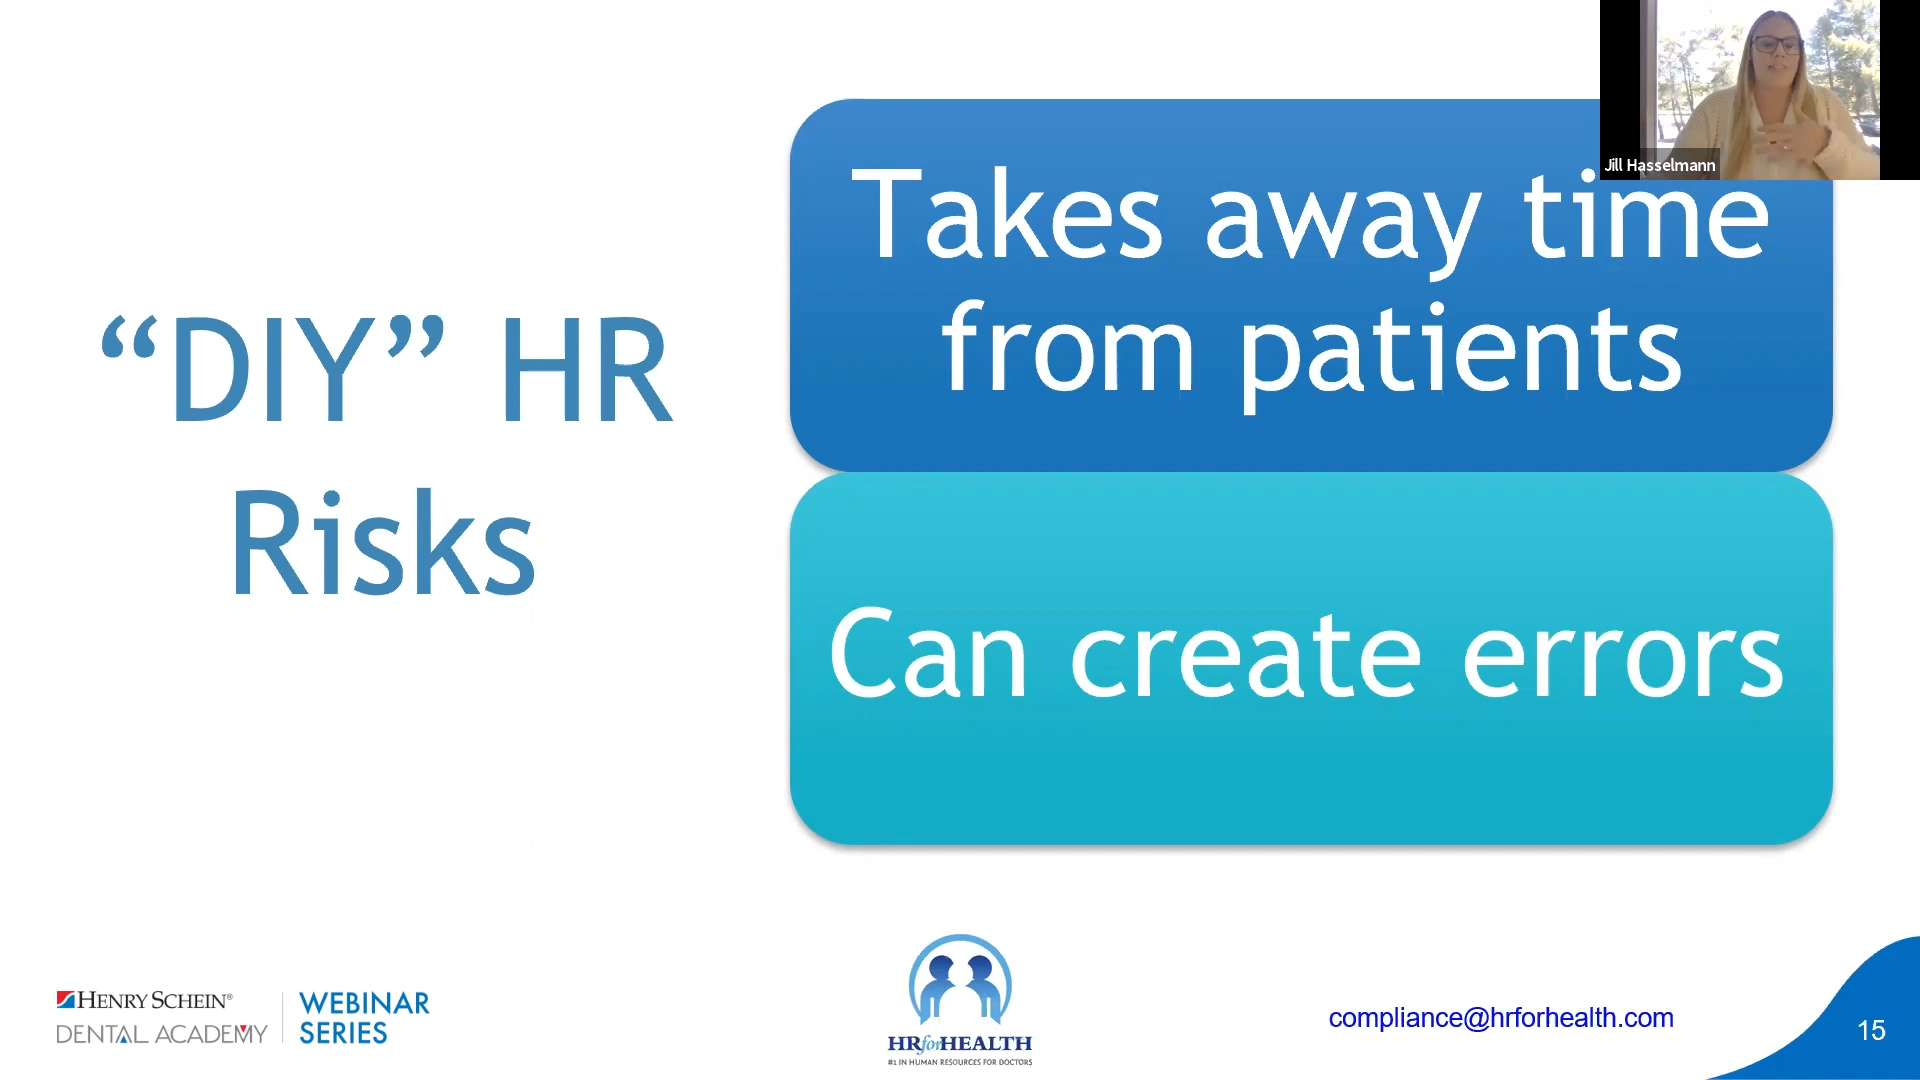 Jill Hasselmann
“DIY” HR
Risks
Takes away time
from patients
Can create errors
HENRY SCHEIN®
DENTAL ACADEMY
WEBINAR
SERIES
HRforHEALTH
#1 IN HUMAN RESOURCES FOR DOCTORS
compliance@hrforhealth.com
15